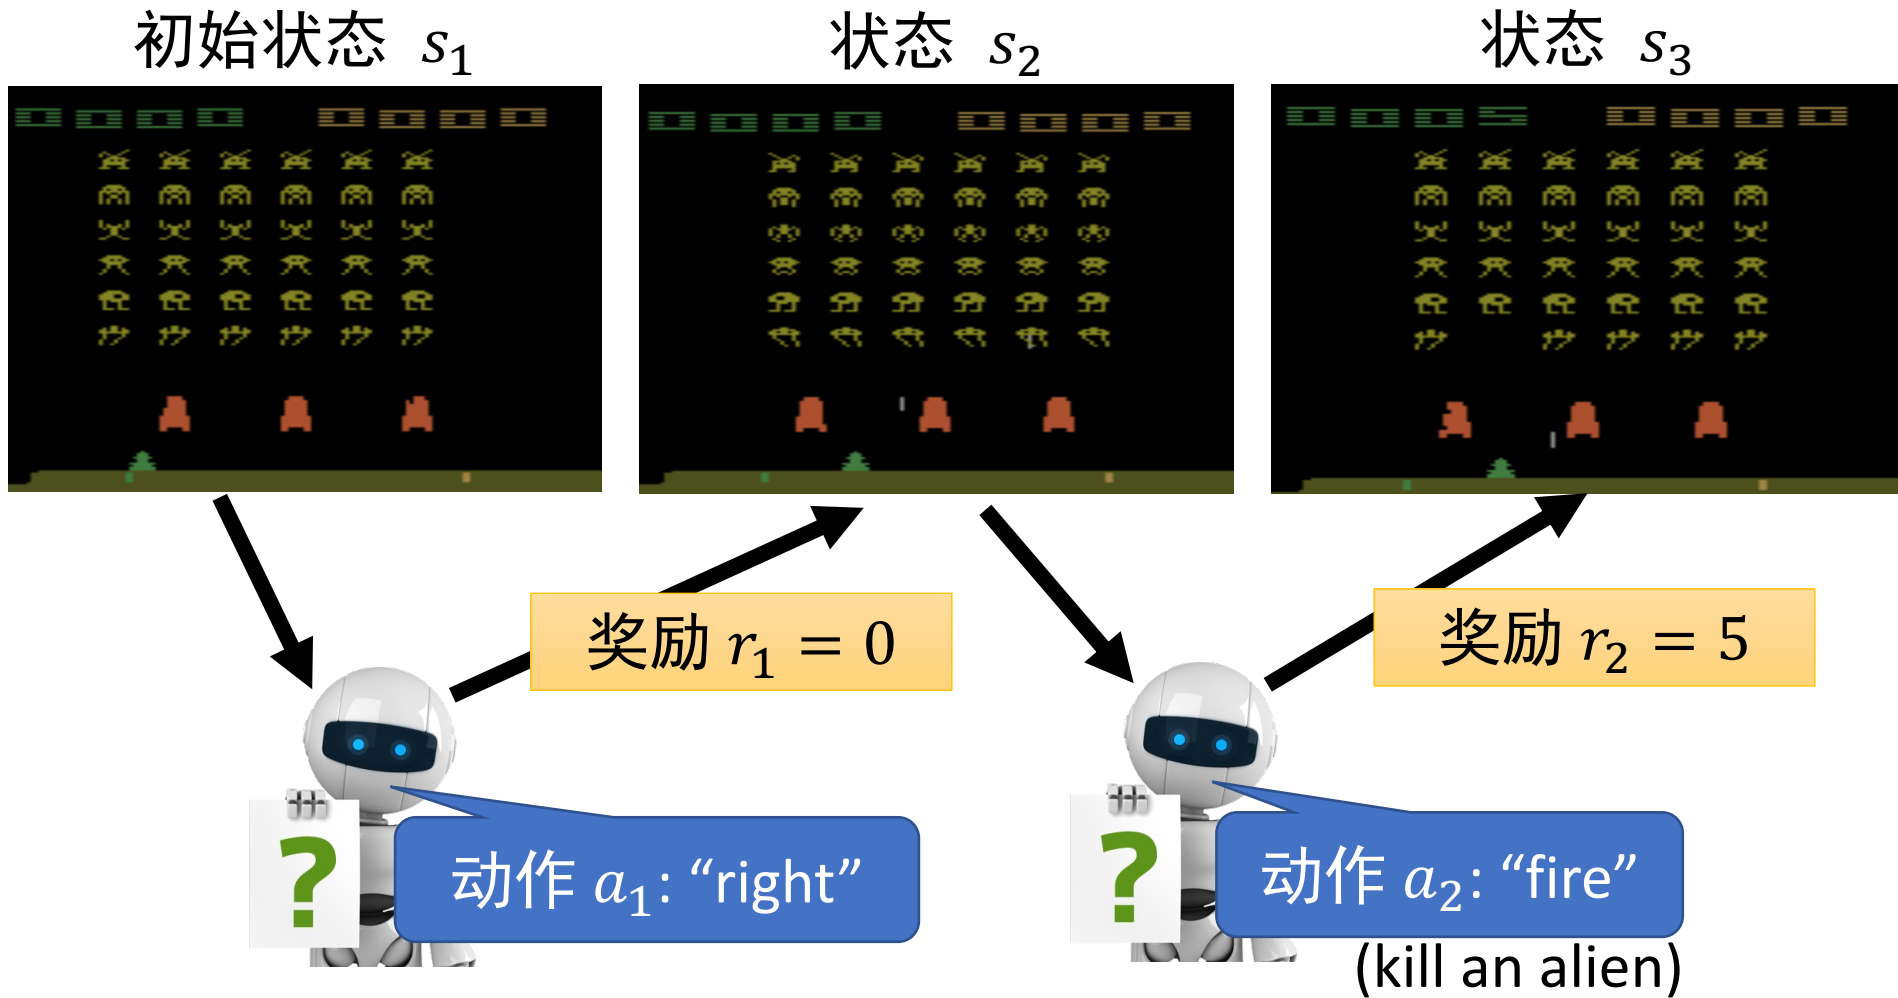 初始状态 s₁
状态 s₂
状态 s₃
奖励 r₁ = 0
奖励 r₂ = 5
?
动作 a₁: “right”
?
动作 a₂: “fire”
(kill an alien)